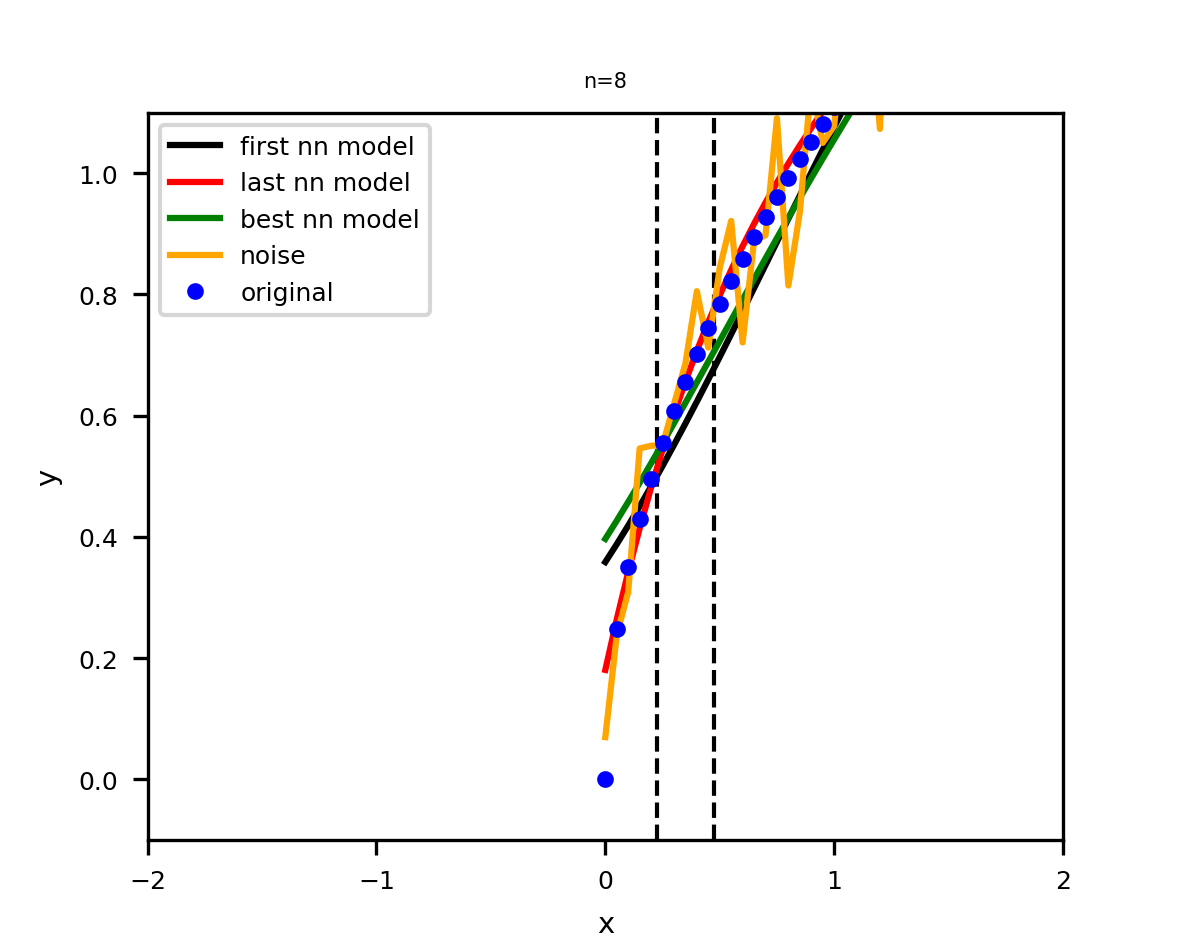 n=8
first nn model
last nn model
best nn model
noise
original
1.0
0.8
0.6
0.4
0.2
0.0
y
−2
−1
0
1
2
x